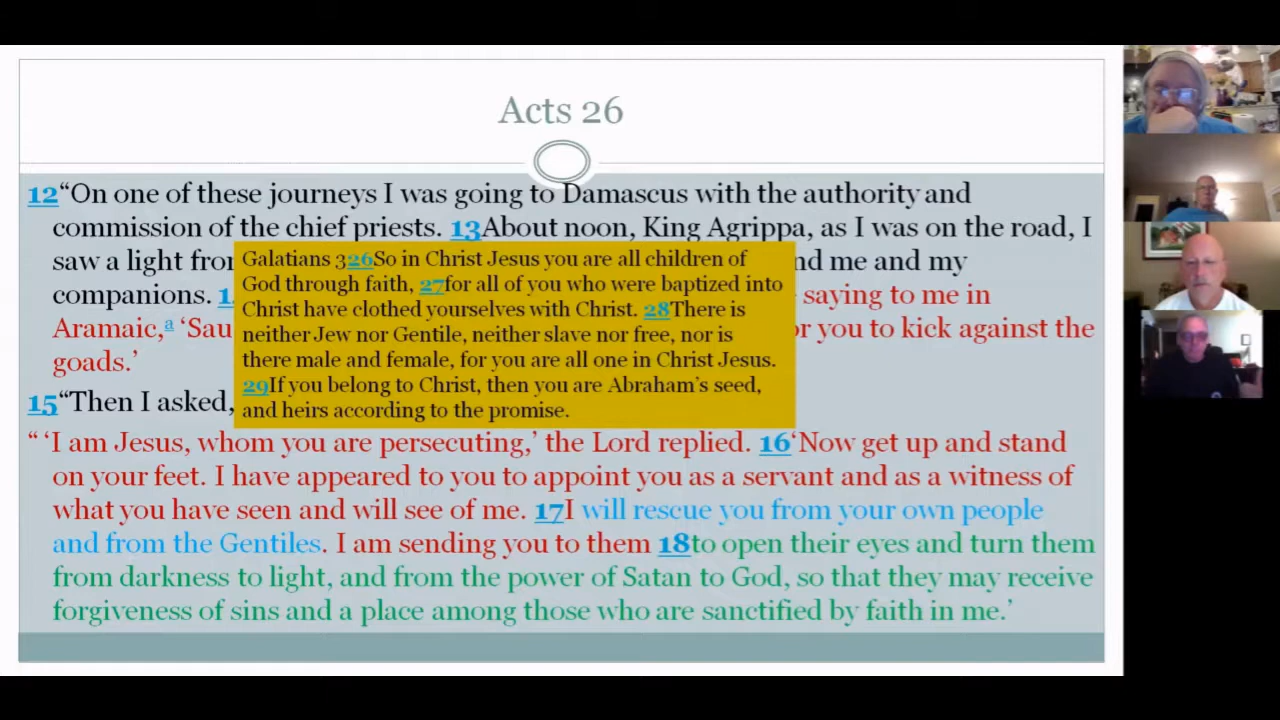 Acts 26
12“On one of these journeys I was going to Damascus with the authority and
commission of the chief priests. 13About noon, King Agrippa, as I was on the road, I
saw a light from
nd me and my
companions.
saying to me in
Aramaic,a ‘Sau
or you to kick against the
goads.’
15“Then I asked,
Galatians 326So in Christ Jesus you are all children of
God through faith, 27for all of you who were baptized into
Christ have clothed yourselves with Christ. 28There is
neither Jew nor Gentile, neither slave nor free, nor is
there male and female, for you are all one in Christ Jesus.
29If you belong to Christ, then you are Abraham’s seed,
and heirs according to the promise.
“ ‘I am Jesus, whom you are persecuting,’ the Lord replied. 16‘Now get up and stand
on your feet. I have appeared to you to appoint you as a servant and as a witness of
what you have seen and will see of me. 17I will rescue you from your own people
and from the Gentiles. I am sending you to them 18to open their eyes and turn them
from darkness to light, and from the power of Satan to God, so that they may receive
forgiveness of sins and a place among those who are sanctified by faith in me.’